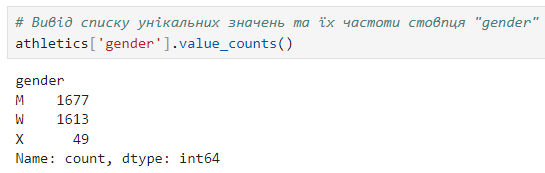 # Вивід списку унікальних значень та їх частоти стовпця "gender"
athletics['gender'].value_counts()
gender
M    1677
W    1613
X      49
Name: count, dtype: int64